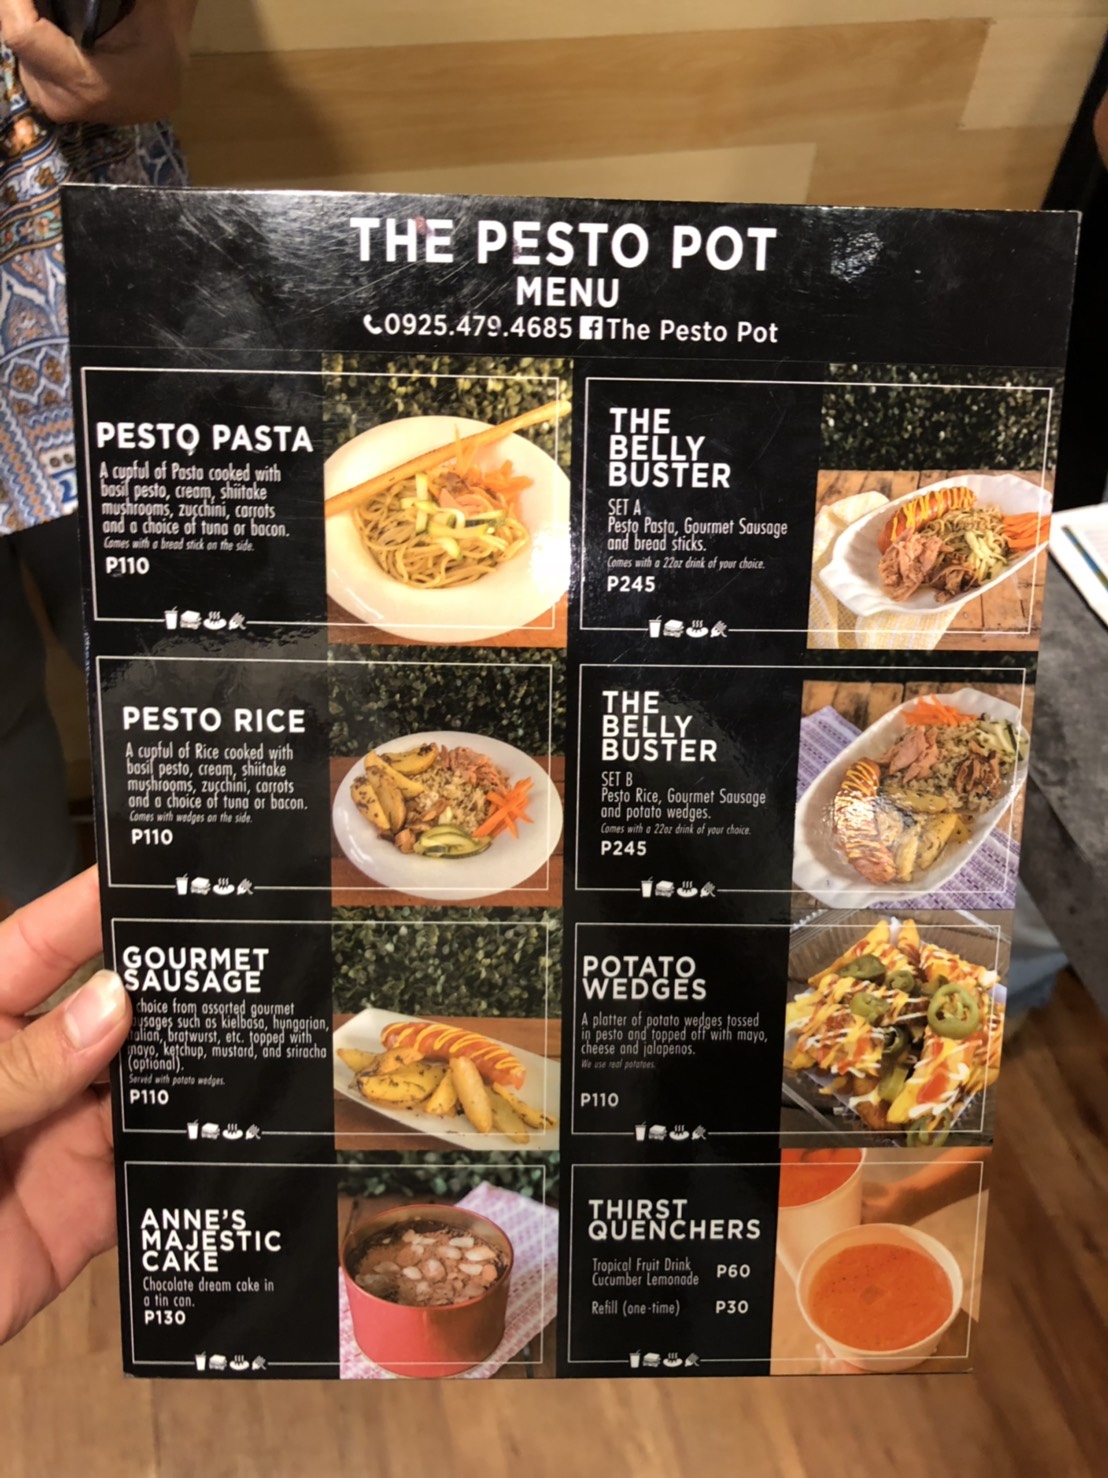 THE PESTO POT
MENU
0925.479.4685 The Pesto Pot
PESTO PASTA
A cupful of Pasta cooked with
basil pesto, cream, shiitake
mushrooms, zucchini, carrots
and a choice of tuna or bacon.
Comes with a bread stick on the side.
P110
PESTO RICE
A cupful of Rice cooked with
basil pesto, cream, shiitake
mushrooms, zucchini, carrots
and a choice of tuna or bacon.
Comes with wedges on the side.
P110
GOURMET
SAUSAGE
choice from assorted gourmet
usages such as kielbasa, hungarian,
italian, bratwurst, etc. topped with
mayo, ketchup, mustard, and sriracha
(optional).
Served with potato wedges.
P110
ANNE'S
MAJESTIC
CAKE
Chocolate dream cake in
a tin can.
P130
THE
BELLY
BUSTER
SET A
Pesto Pasta, Gourmet Sausage
and bread sticks.
Comes with a 22oz drink of your choice.
P245
THE
BELLY
BUSTER
SET B
Pesto Rice, Gourmet Sausage
and potato wedges.
Comes with a 22oz drink of your choice.
P245
POTATO
WEDGES
A platter of potato wedges tossed
in pesto and topped off with mayo,
cheese and jalapenos.
We use real potatoes.
P110
THIRST
QUENCHERS
Tropical Fruit Drink
Cucumber Lemonade P60
Refill (one-time) P30